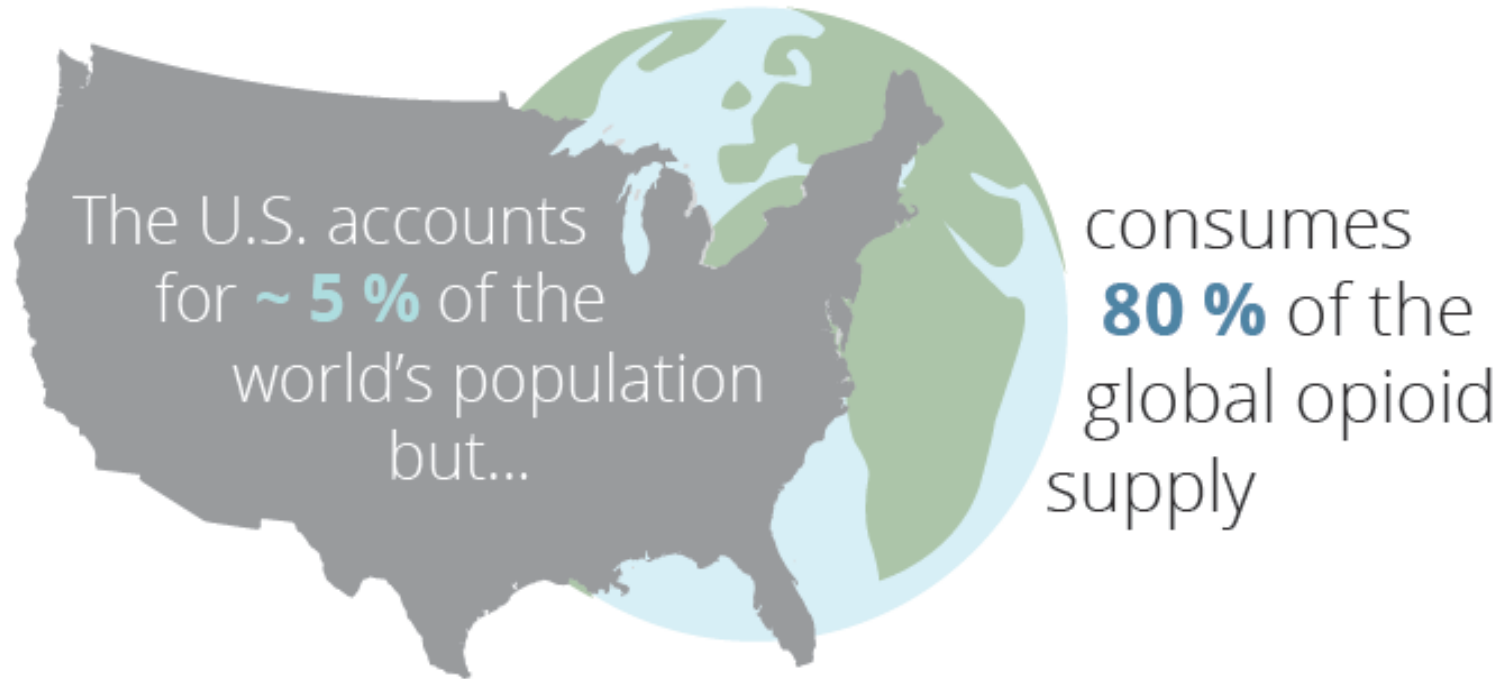 The U.S. accounts
for ~ 5 % of the
world’s population
but...
consumes
80 % of the
global opioid
supply